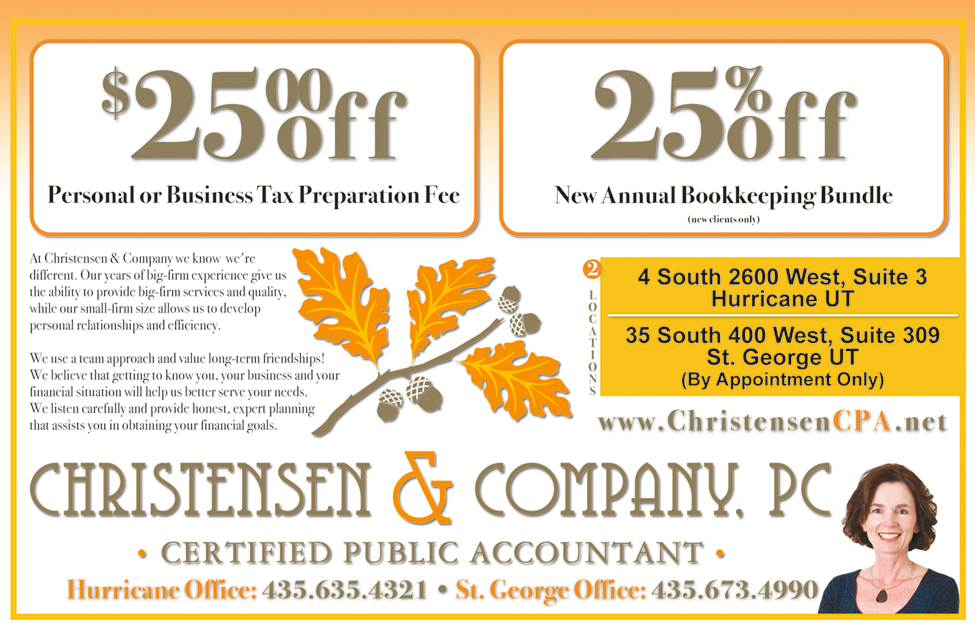 $25.00 off
Personal or Business Tax Preparation Fee
25% off
New Annual Bookkeeping Bundle
(new clients only)
At Christensen & Company we know we're
different. Our years of big-firm experience give us
the ability to provide big-firm services and quality,
while our small-firm size allows us to develop
personal relationships and efficiency.
We use a team approach and value long-term friendships!
We believe that getting to know you, your business and your
financial situation will help us better serve your needs.
We listen carefully and provide honest, expert planning
that assists you in obtaining your financial goals.
2 LOCATIONS
4 South 2600 West, Suite 3
Hurricane UT
35 South 400 West, Suite 309
St. George UT
(By Appointment Only)
www.ChristensenCPA.net
CHRISTENSEN & COMPANY, PC
• CERTIFIED PUBLIC ACCOUNTANT •
Hurricane Office: 435.635.4321 • St. George Office: 435.673.4990